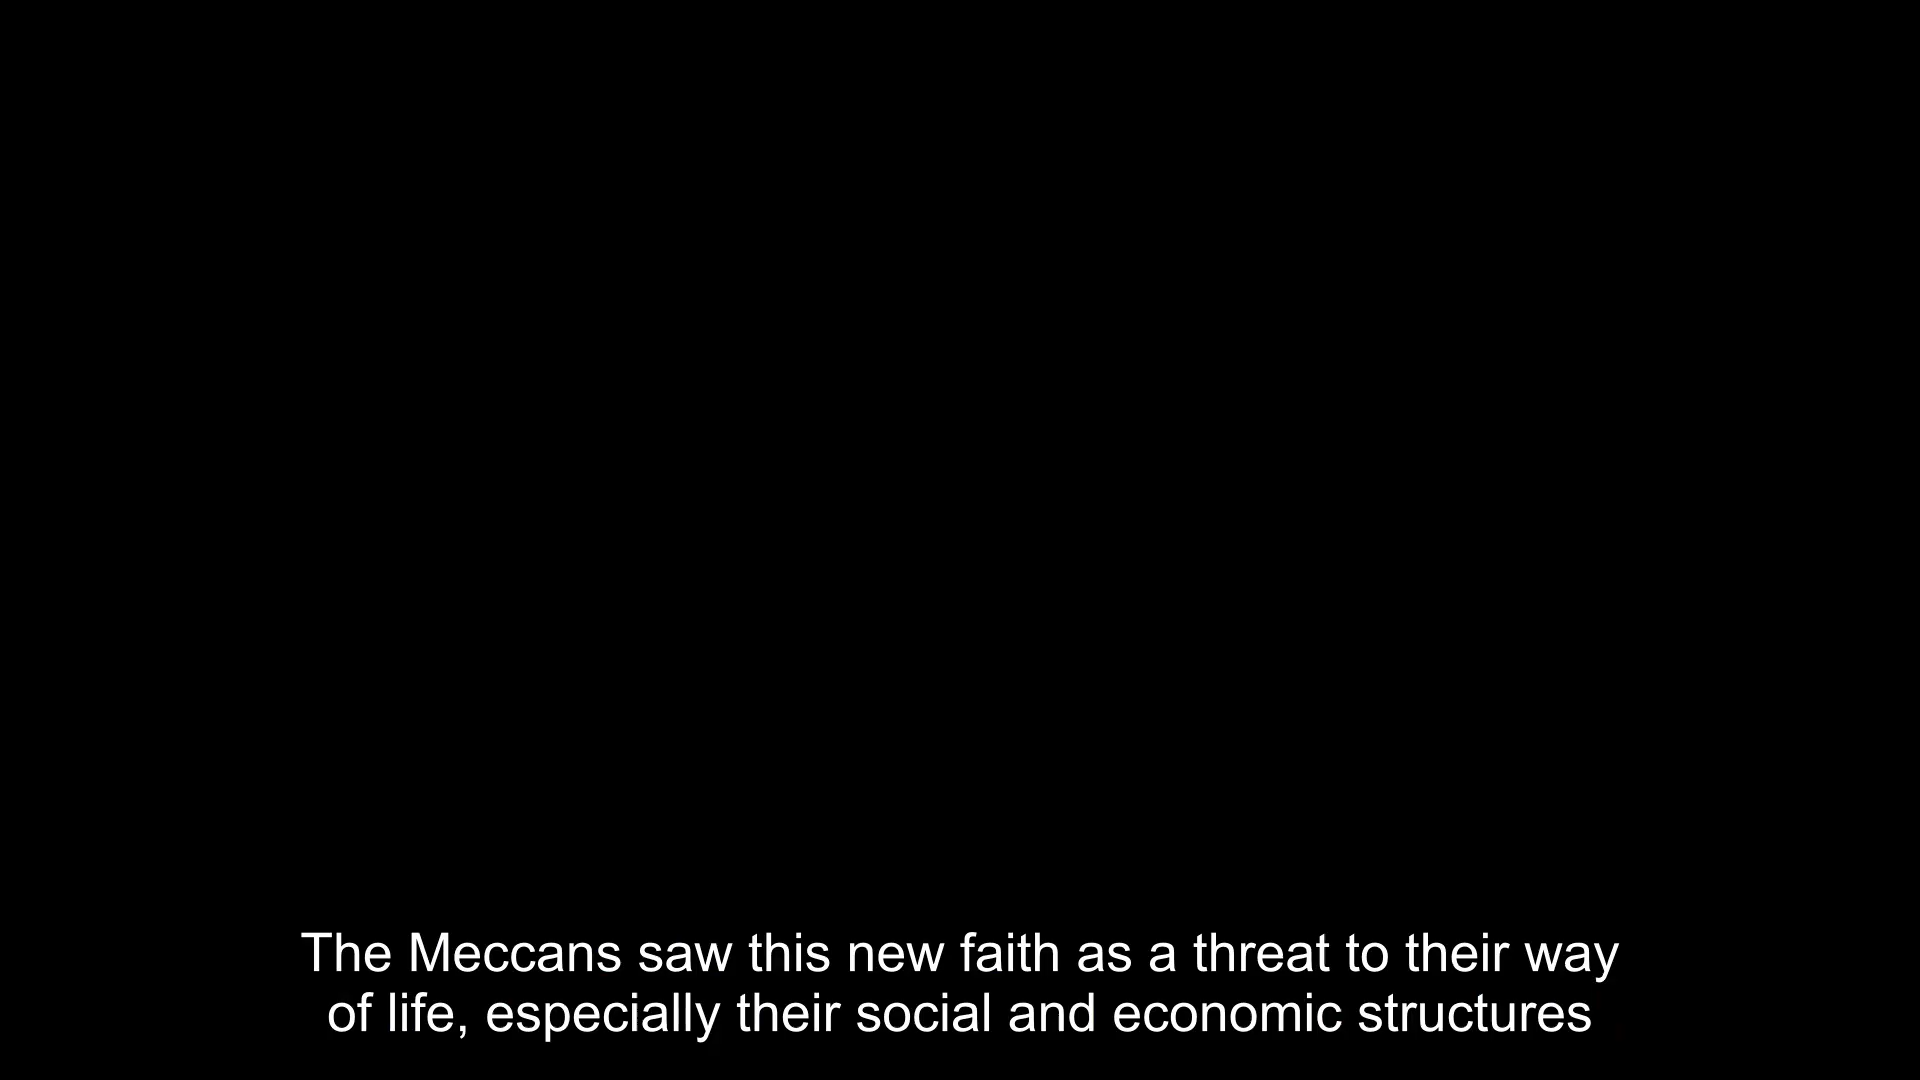 The Meccans saw this new faith as a threat to their way
of life, especially their social and economic structures